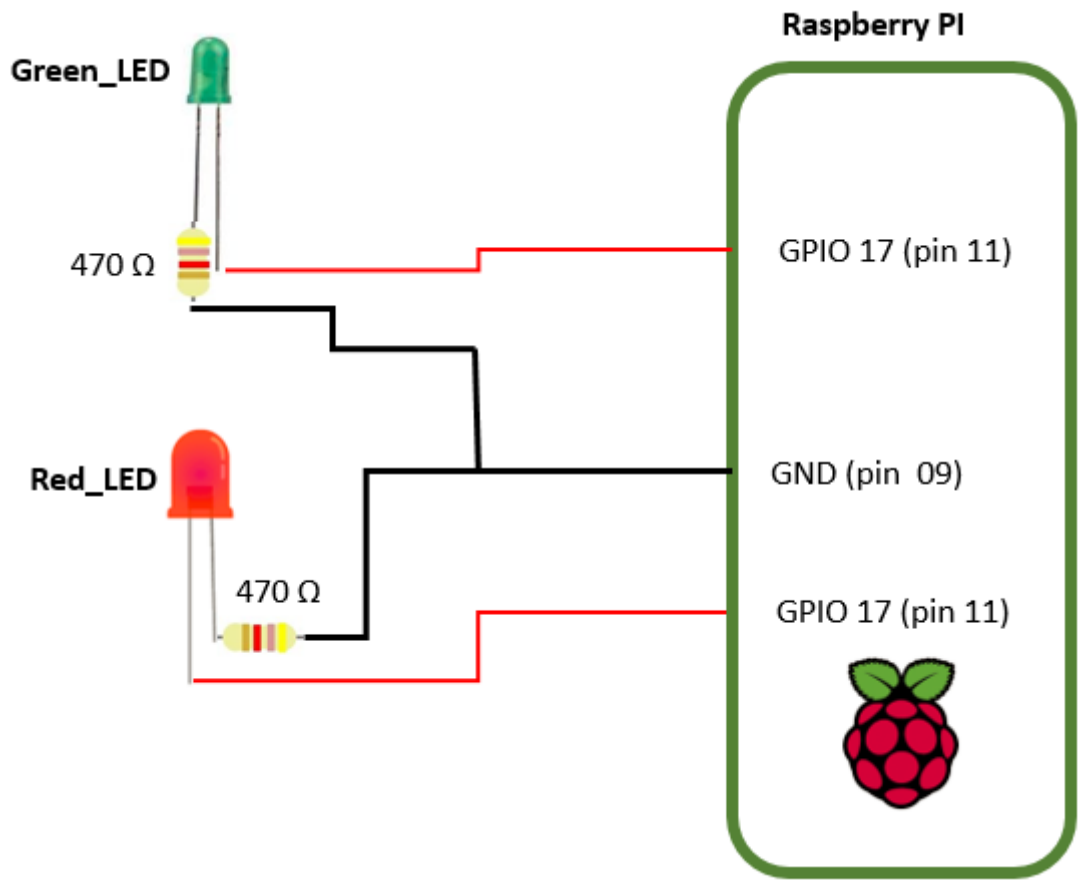 Raspberry PI
Green_LED
470 Ω
GPIO 17 (pin 11)
Red_LED
GND (pin  09)
470 Ω
GPIO 17 (pin 11)